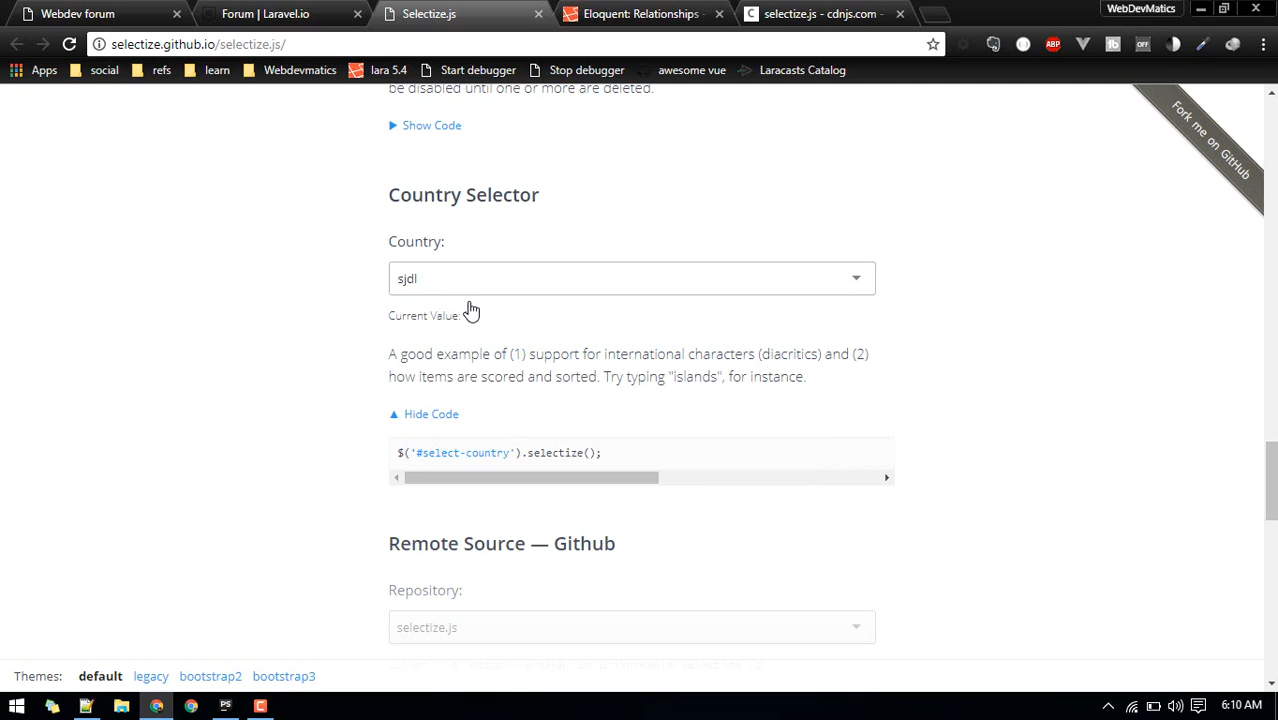 Webdev forum
Forum | Laravel.io
Selectize.js
Eloquent: Relationships -
selectize.js - cdnjs.com -
WebDevMatics
selectize.github.io/selectize.js/
ABP
tb
OFF
Apps
social
refs
learn
Webdevmatics
lara 5.4
Start debugger
Stop debugger
awesome vue
Laracasts Catalog
be disabled until one or more are deleted.
Fork me on GitHub
▶ Show Code
Country Selector
Country:
sjdl
Current Value:
A good example of (1) support for international characters (diacritics) and (2)
how items are scored and sorted. Try typing "islands", for instance.
▲ Hide Code
$('#select-country').selectize();
Remote Source — Github
Repository:
selectize.js
Themes: default legacy bootstrap2 bootstrap3
PS
C
6:10 AM